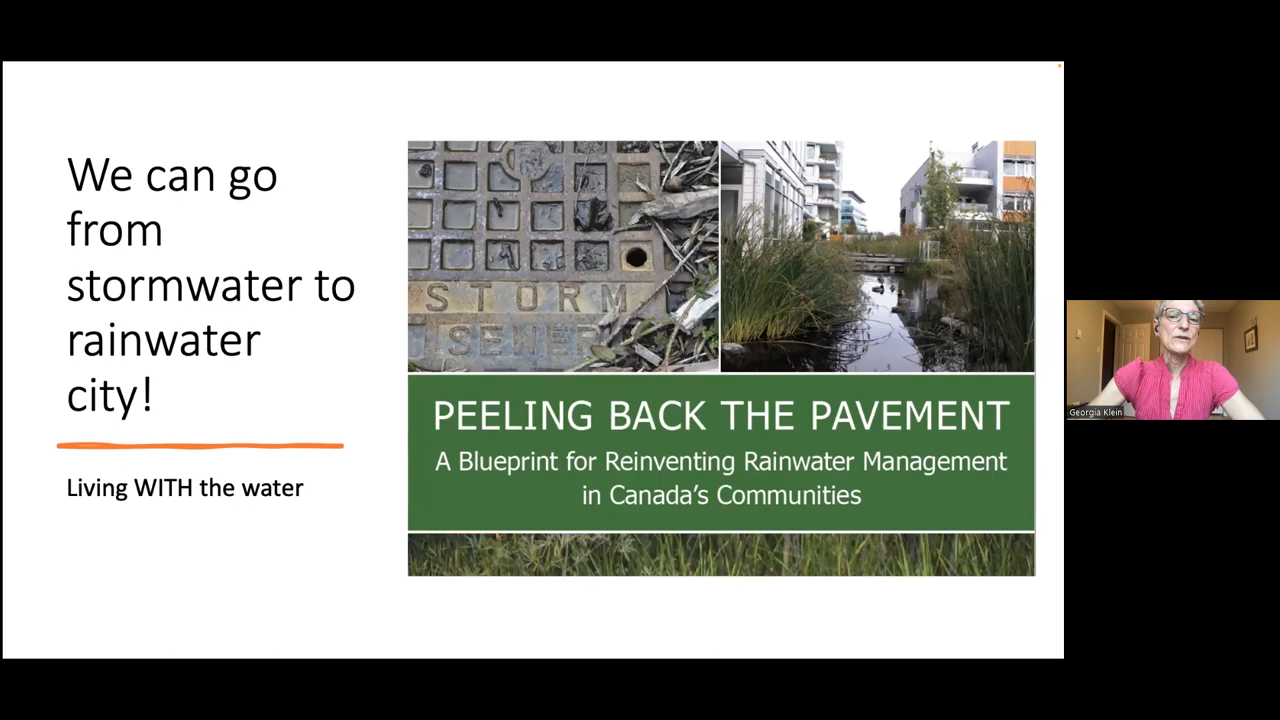 We can go
from
stormwater to
rainwater
city!
Living WITH the water
STORM
SEWER
PEELING BACK THE PAVEMENT
A Blueprint for Reinventing Rainwater Management
in Canada's Communities
Georgia Klein